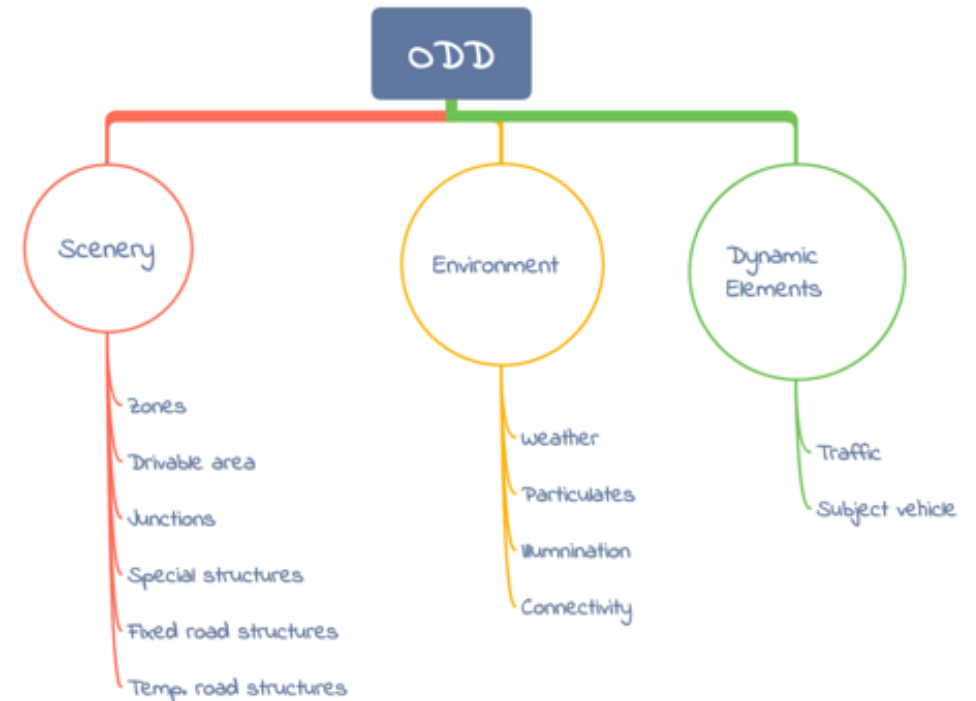 ODD
Scenery
Zones
Drivable area
Junctions
Special structures
Fixed road structures
Temp. road structures
Environment
Weather
Particulates
Illumnination
Connectivity
Dynamic
Elements
Traffic
Subject vehicle